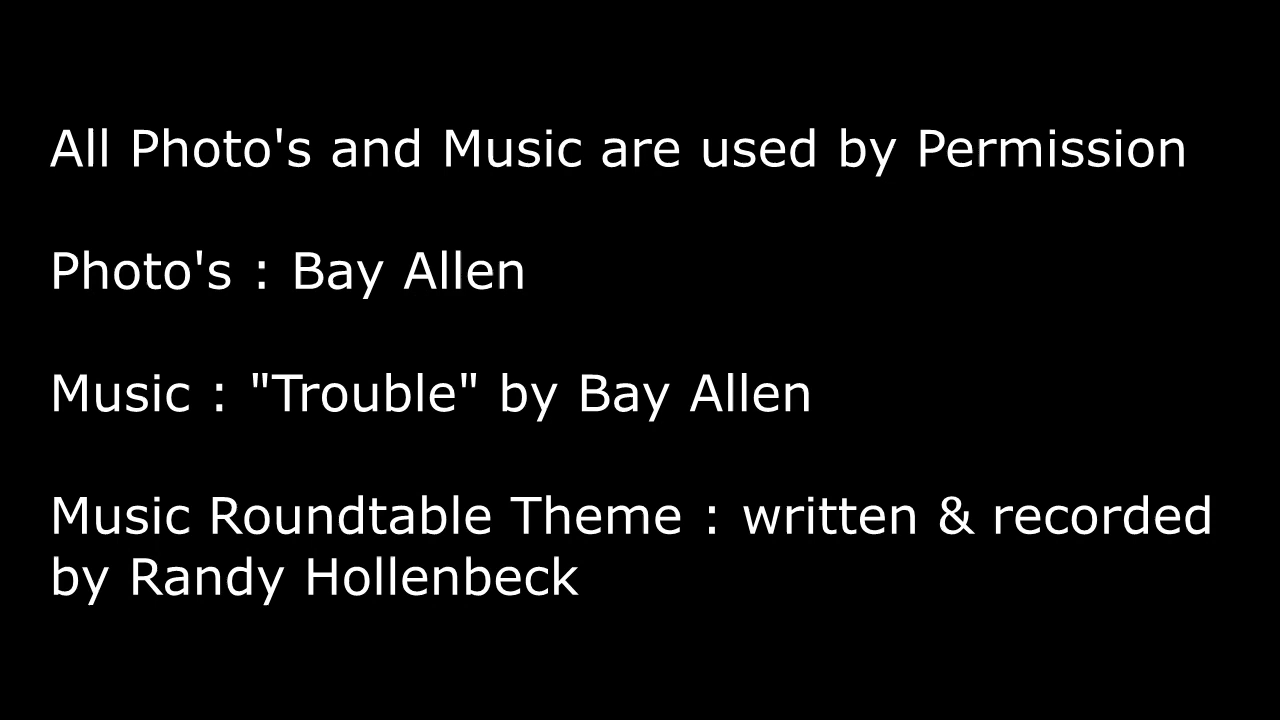 All Photo's and Music are used by Permission
Photo's : Bay Allen
Music : "Trouble" by Bay Allen
Music Roundtable Theme : written & recorded
by Randy Hollenbeck